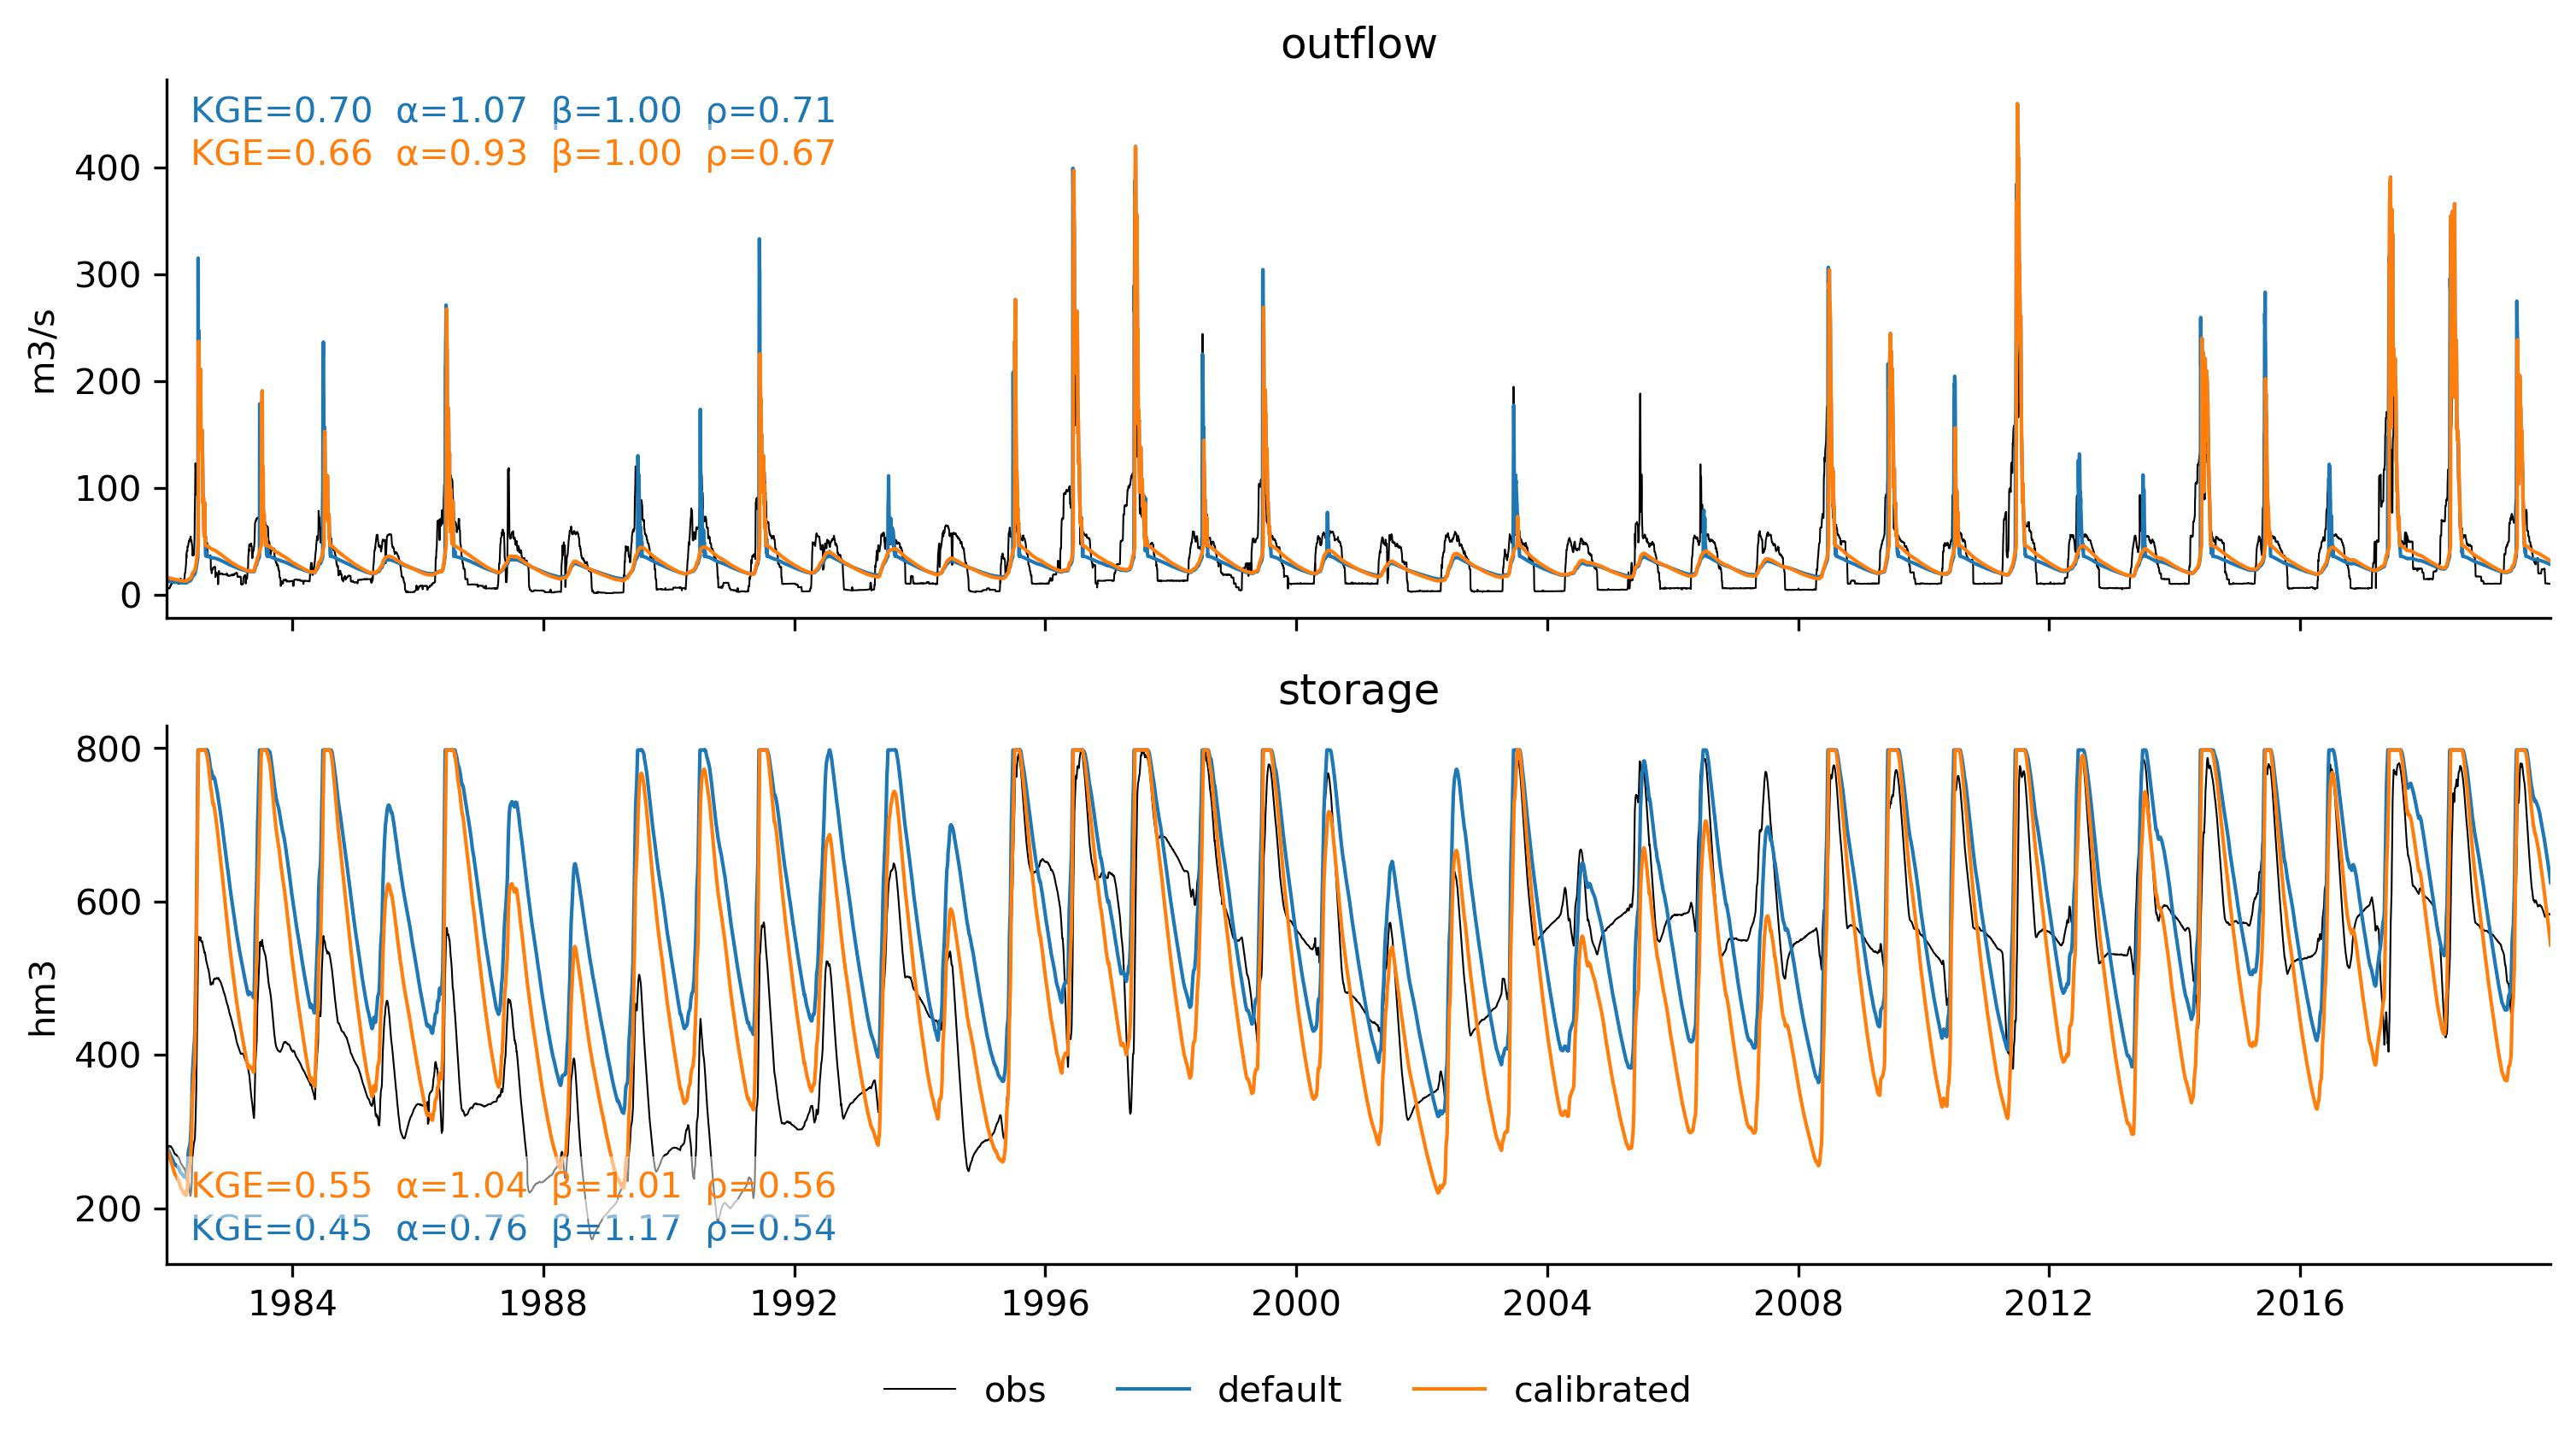 outflow
KGE=0.70 α=1.07 β=1.00 ρ=0.71
KGE=0.66 α=0.93 β=1.00 ρ=0.67
m3/s
400
300
200
100
0
storage
hm3
800
600
400
200
KGE=0.55 α=1.04 β=1.01 ρ=0.56
KGE=0.45 α=0.76 β=1.17 ρ=0.54
1984 1988 1992 1996 2000 2004 2008 2012 2016
obs default calibrated